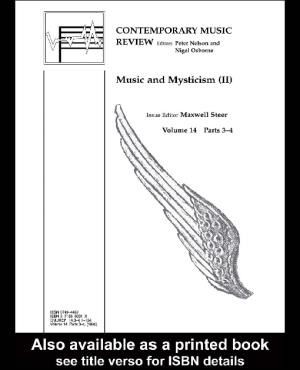 CONTEMPORARY MUSIC
REVIEW Editors Peter Nelson and
Nigel Osborne
Music and Mysticism (II)
Issue Editor Maxwell Steer
Volume 14 Parts 3–4
Also available as a printed book
see title verso for ISBN details